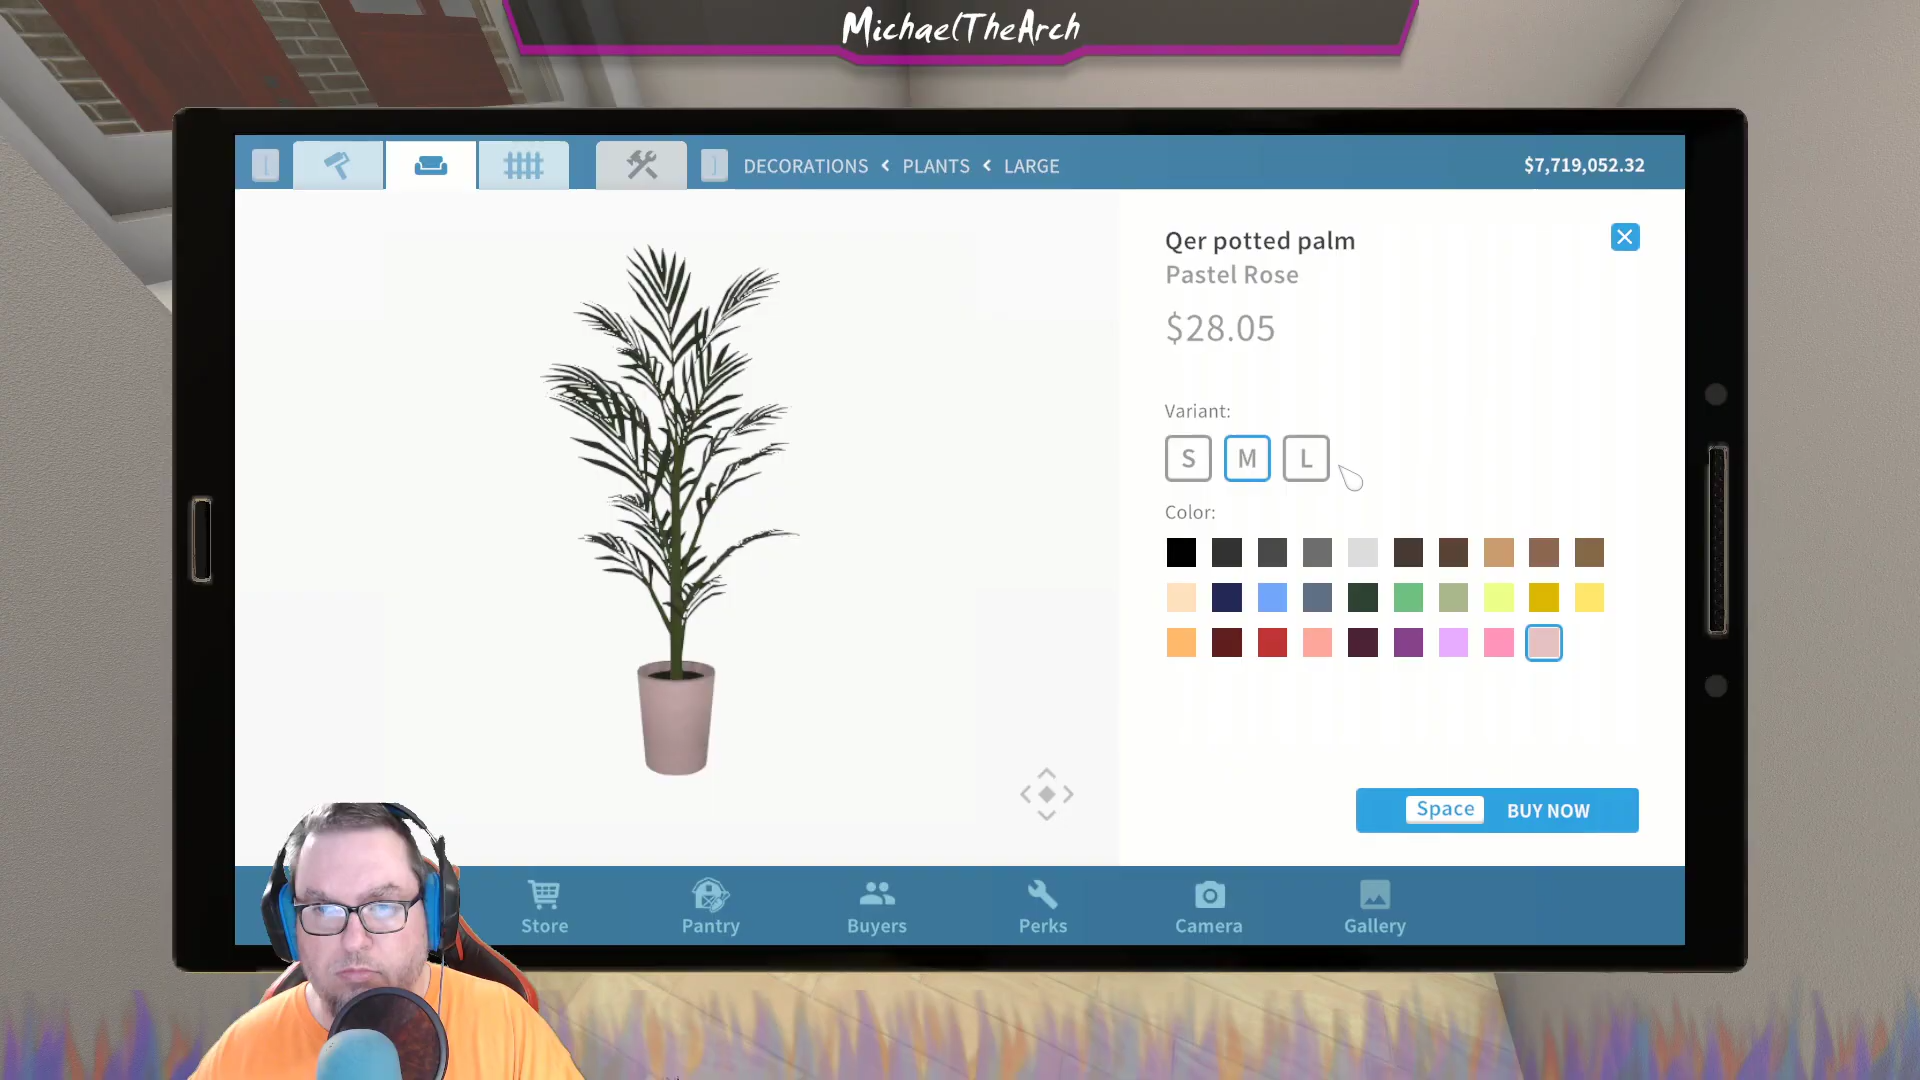 MichaelTheArch
DECORATIONS < PLANTS < LARGE
$7,719,052.32
Qer potted palm
Pastel Rose
$28.05
Variant:
S M L
Color:
Space BUY NOW
Store Pantry Buyers Perks Camera Gallery